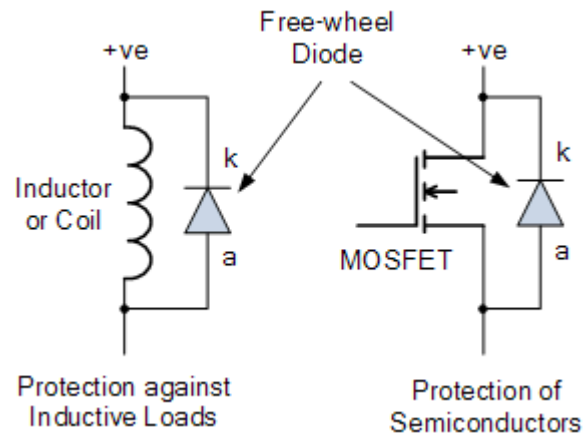 Free-wheel
Diode
+ve
+ve
k
k
Inductor
or Coil
a
a
MOSFET
Protection against
Inductive Loads
Protection of
Semiconductors